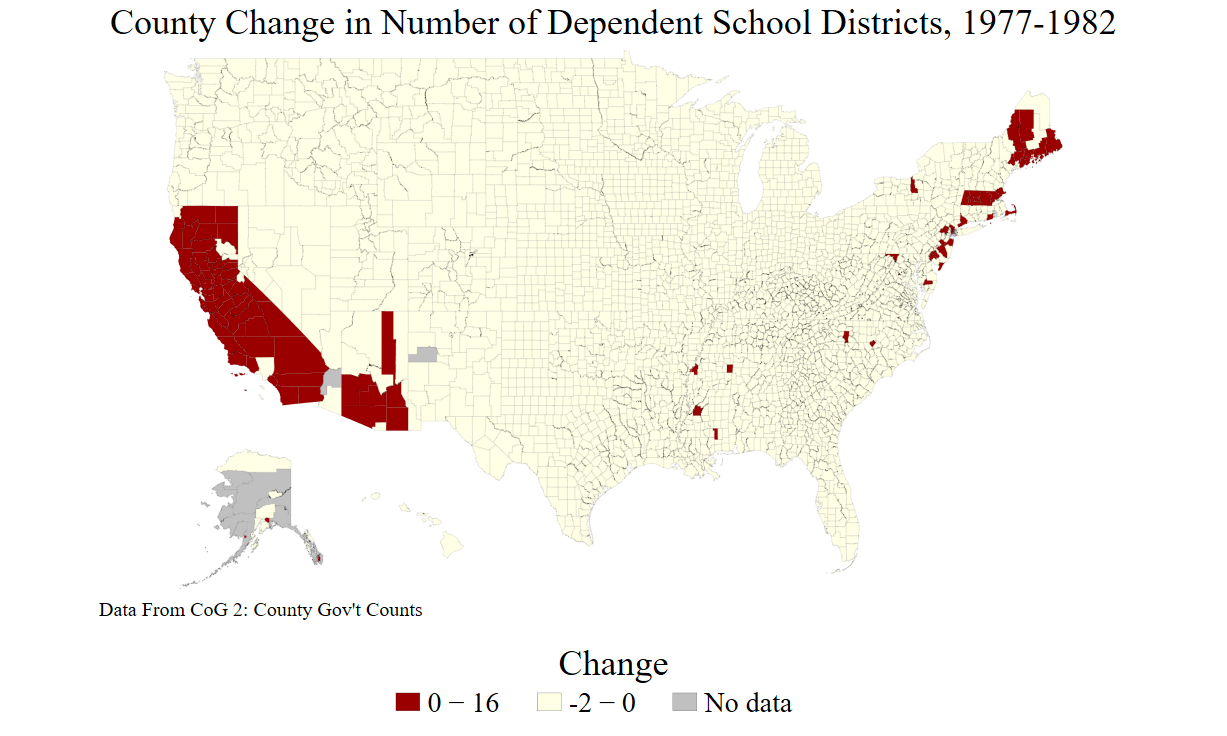 County Change in Number of Dependent School Districts, 1977-1982
Data From CoG 2: County Gov't Counts
Change
0 − 16
-2 − 0
No data